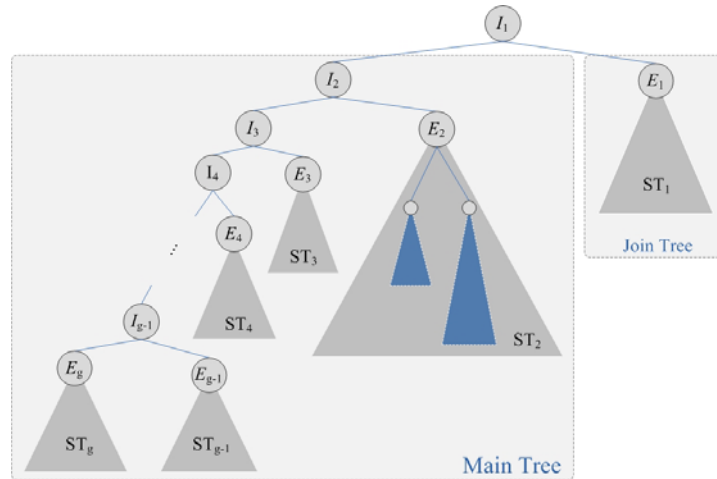 I1
I2
E1
I3
E2
I4
E3
ST1
E4
ST3
Join Tree
...
Ig-1
ST4
ST2
Eg
Eg-1
STg
STg-1
Main Tree